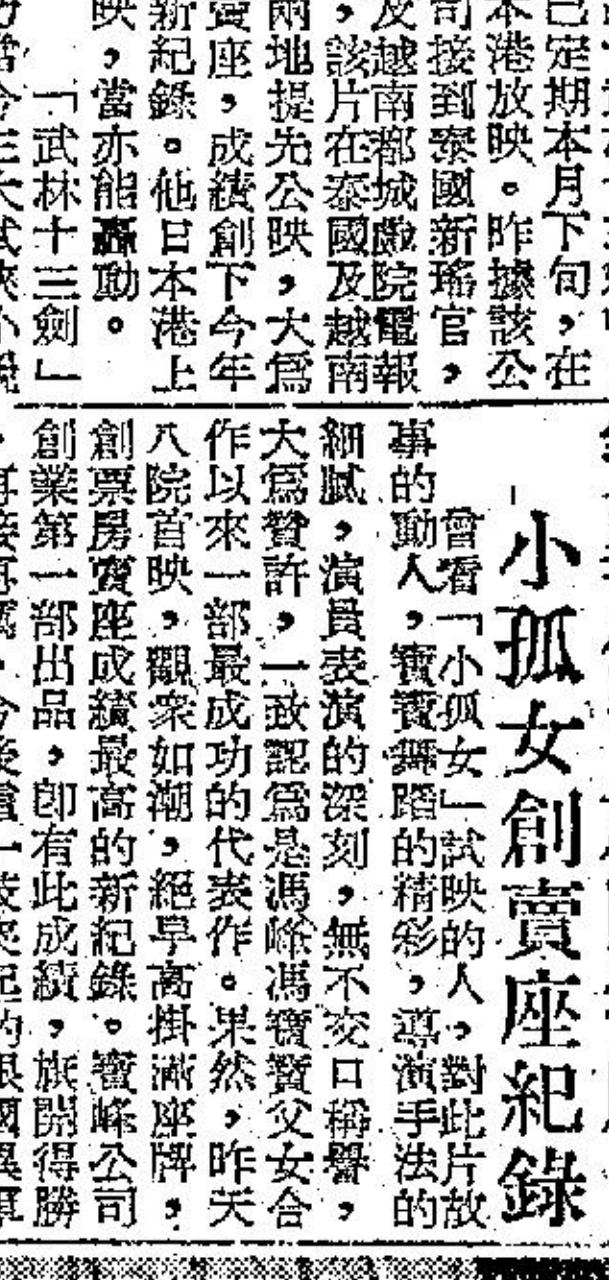 已定期本月下旬，在
本港放映。昨據該公
司接到泰國新瑤宮，
及越南都城戲院電報
，該片在泰國及越南
兩地提先公映，大為
賣座，成績創下今年
新紀錄。他日本港上
映，當亦能轟動。
「武林十三劍」
小孤女創賣座紀錄
曾看「小孤女」試映的人，對此片故
事的動人，寶寶舞蹈的精彩，導演手法的
細膩，演員表演的深刻，無不交口稱譽，
大為贊許，一致認為是馮峰馮寶寶父女合
作以來一部最成功的代表作。果然，昨天
八院首映，觀衆如潮，絕早高掛滿座牌，
創票房賣座成績最高的新紀錄。寶峰公司
創業第一部出品，卽有此成績，旗開得勝